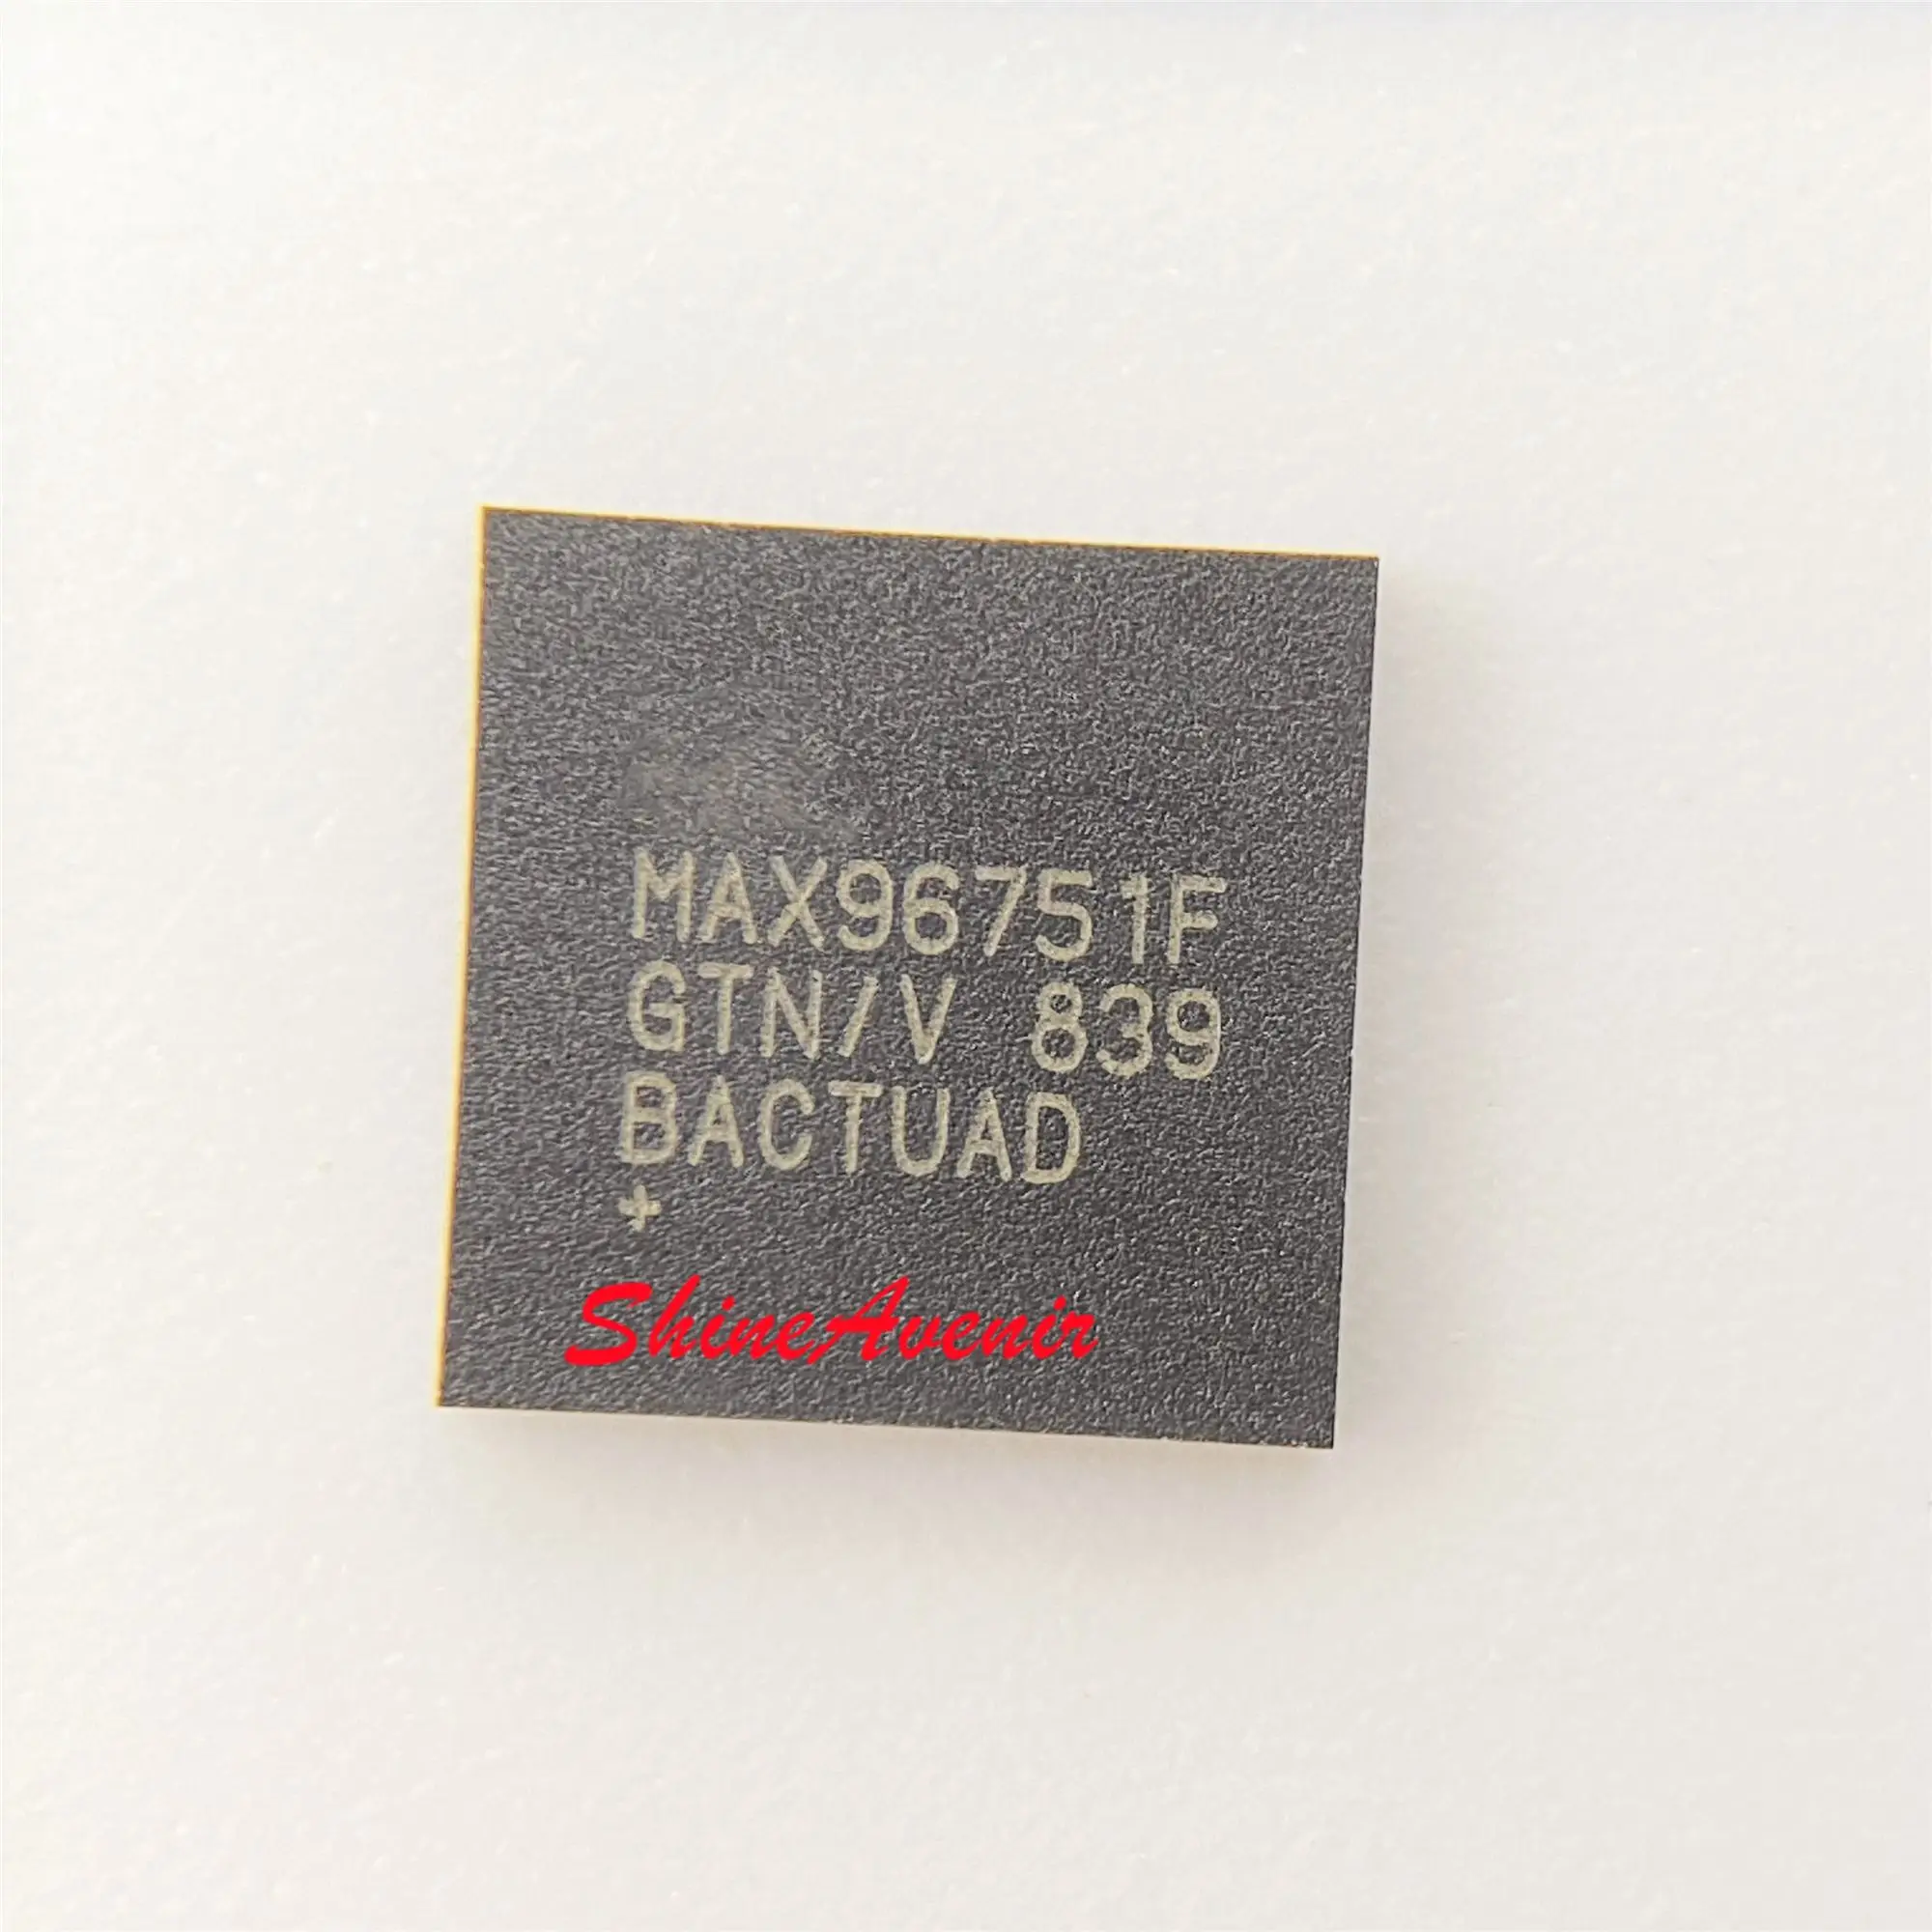 MAX96751F
GTN/V 839
BACTUAD
+
ShineAvenir